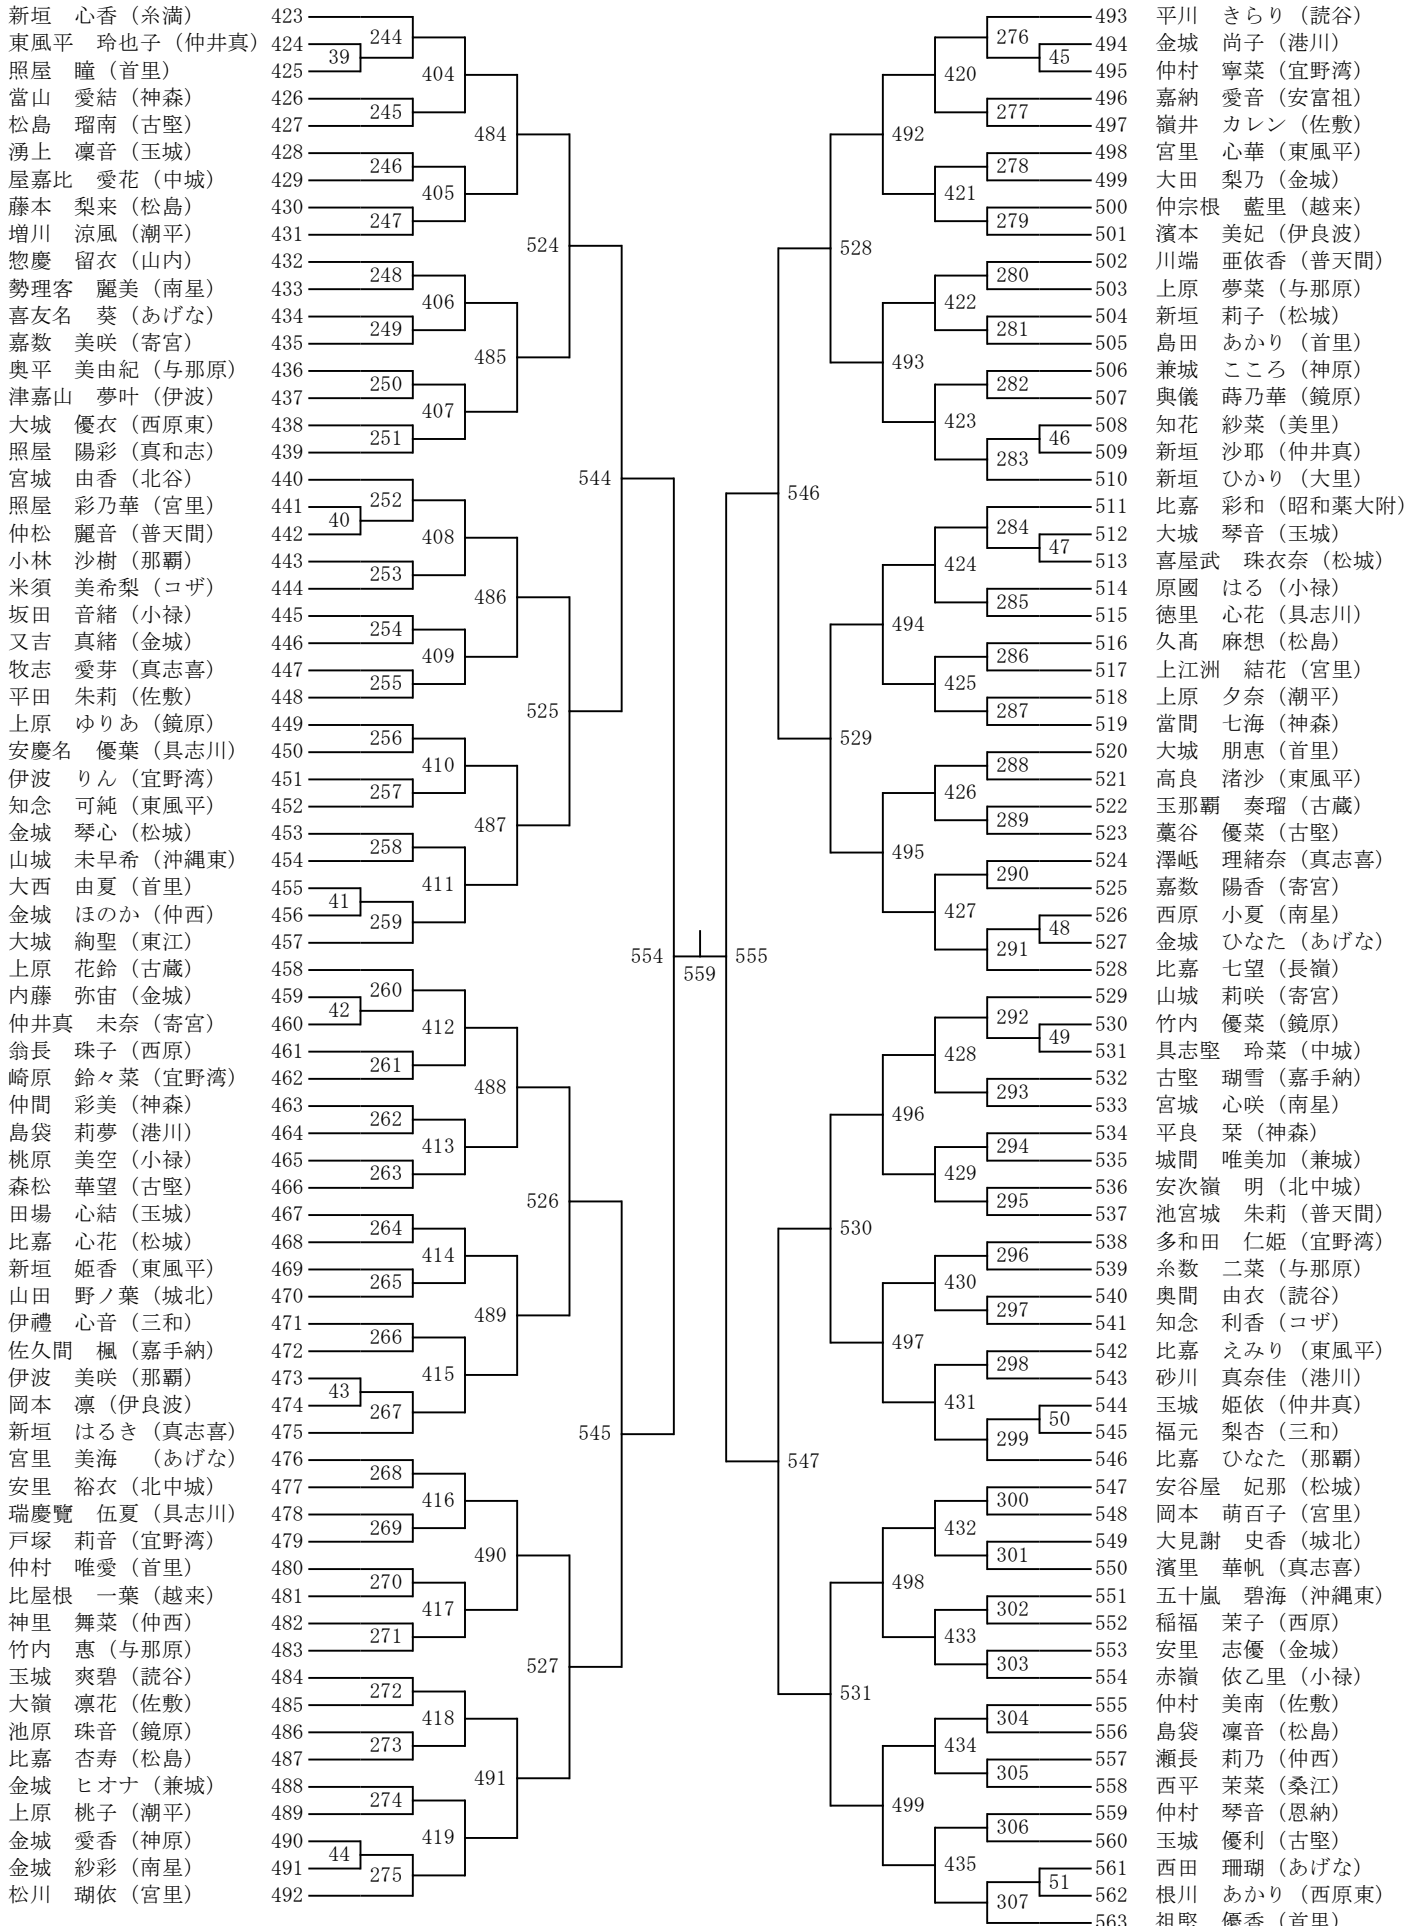 新垣　心香（糸満）　423
東風平　玲也子（仲井真）　424
照屋　瞳（首里）　425
當山　愛結（神森）　426
松島　瑠南（古堅）　427
湧上　凜音（玉城）　428
屋嘉比　愛花（中城）　429
藤本　梨来（松島）　430
増川　涼風（潮平）　431
惣慶　留衣（山内）　432
勢理客　麗美（南星）　433
喜友名　葵（あげな）　434
嘉数　美咲（寄宮）　435
奥平　美由紀（与那原）　436
津嘉山　夢叶（伊波）　437
大城　優衣（西原東）　438
照屋　陽彩（真和志）　439
宮城　由香（北谷）　440
照屋　彩乃華（宮里）　441
仲松　麗音（普天間）　442
小林　沙樹（那覇）　443
米須　美希梨（コザ）　444
坂田　音緒（小禄）　445
又吉　真緒（金城）　446
牧志　愛芽（真志喜）　447
平田　朱莉（佐敷）　448
上原　ゆりあ（鏡原）　449
安慶名　優葉（具志川）　450
伊波　りん（宜野湾）　451
知念　可純（東風平）　452
金城　琴心（松城）　453
山城　未早希（沖縄東）　454
大西　由夏（首里）　455
金城　ほのか（仲西）　456
大城　絢聖（東江）　457
上原　花鈴（古蔵）　458
内藤　弥宙（金城）　459
仲井真　未奈（寄宮）　460
翁長　珠子（西原）　461
崎原　鈴々菜（宜野湾）　462
仲間　彩美（神森）　463
島袋　莉夢（港川）　464
桃原　美空（小禄）　465
森松　華望（古堅）　466
田場　心結（玉城）　467
比嘉　心花（松城）　468
新垣　姫香（東風平）　469
山田　野ノ葉（城北）　470
伊禮　心音（三和）　471
佐久間　楓（嘉手納）　472
伊波　美咲（那覇）　473
岡本　凛（伊良波）　474
新垣　はるき（真志喜）　475
宮里　美海　（あげな）　476
安里　裕衣（北中城）　477
瑞慶覽　伍夏（具志川）　478
戸塚　莉音（宜野湾）　479
仲村　唯愛（首里）　480
比屋根　一葉（越来）　481
神里　舞菜（仲西）　482
竹内　惠（与那原）　483
玉城　爽碧（読谷）　484
大嶺　凛花（佐敷）　485
池原　珠音（鏡原）　486
比嘉　杏寿（松島）　487
金城　ヒオナ（兼城）　488
上原　桃子（潮平）　489
金城　愛香（神原）　490
金城　紗彩（南星）　491
松川　瑚依（宮里）　492
39
40
41
42
43
44
244
245
246
247
248
249
250
251
252
253
254
255
256
257
258
259
260
261
262
263
264
265
266
267
268
269
270
271
272
273
274
275
404
405
406
407
408
409
410
411
412
413
414
415
416
417
418
419
484
485
486
487
488
489
490
491
524
525
526
527
544
545
554
559
555
546
547
528
529
530
531
492
493
494
495
496
497
498
499
420
421
422
423
424
425
426
427
428
429
430
431
432
433
434
435
276
277
278
279
280
281
282
283
284
285
286
287
288
289
290
291
292
293
294
295
296
297
298
299
300
301
302
303
304
305
306
307
45
46
47
48
49
50
51
493　平川　きらり（読谷）
494　金城　尚子（港川）
495　仲村　寧菜（宜野湾）
496　嘉納　愛音（安富祖）
497　嶺井　カレン（佐敷）
498　宮里　心華（東風平）
499　大田　梨乃（金城）
500　仲宗根　藍里（越来）
501　濱本　美妃（伊良波）
502　川端　亜依香（普天間）
503　上原　夢菜（与那原）
504　新垣　莉子（松城）
505　島田　あかり（首里）
506　兼城　こころ（神原）
507　與儀　蒔乃華（鏡原）
508　知花　紗菜（美里）
509　新垣　沙耶（仲井真）
510　新垣　ひかり（大里）
511　比嘉　彩和（昭和薬大附）
512　大城　琴音（玉城）
513　喜屋武　珠衣奈（松城）
514　原國　はる（小禄）
515　徳里　心花（具志川）
516　久髙　麻想（松島）
517　上江洲　結花（宮里）
518　上原　夕奈（潮平）
519　當間　七海（神森）
520　大城　朋恵（首里）
521　高良　渚沙（東風平）
522　玉那覇　奏瑠（古蔵）
523　藁谷　優菜（古堅）
524　澤岻　理緒奈（真志喜）
525　嘉数　陽香（寄宮）
526　西原　小夏（南星）
527　金城　ひなた（あげな）
528　比嘉　七望（長嶺）
529　山城　莉咲（寄宮）
530　竹内　優菜（鏡原）
531　具志堅　玲菜（中城）
532　古堅　瑚雪（嘉手納）
533　宮城　心咲（南星）
534　平良　栞（神森）
535　城間　唯美加（兼城）
536　安次嶺　明（北中城）
537　池宮城　朱莉（普天間）
538　多和田　仁姫（宜野湾）
539　糸数　二菜（与那原）
540　奥間　由衣（読谷）
541　知念　利香（コザ）
542　比嘉　えみり（東風平）
543　砂川　真奈佳（港川）
544　玉城　姫依（仲井真）
545　福元　梨杏（三和）
546　比嘉　ひなた（那覇）
547　安谷屋　妃那（松城）
548　岡本　萌百子（宮里）
549　大見謝　史香（城北）
550　濱里　華帆（真志喜）
551　五十嵐　碧海（沖縄東）
552　稲福　茉子（西原）
553　安里　志優（金城）
554　赤嶺　依乙里（小禄）
555　仲村　美南（佐敷）
556　島袋　凜音（松島）
557　瀬長　莉乃（仲西）
558　西平　茉菜（桑江）
559　仲村　琴音（恩納）
560　玉城　優利（古堅）
561　西田　珊瑚（あげな）
562　根川　あかり（西原東）
563　祖堅　優香（首里）